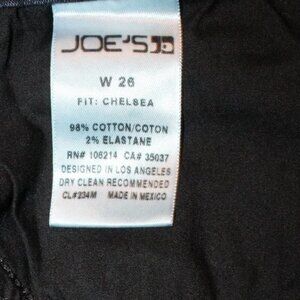 JOE'S
W 26
FIT: CHELSEA
98% COTTON/COTON
2% ELASTANE
RN# 106214 CA# 35037
DESIGNED IN LOS ANGELES
DRY CLEAN RECOMMENDED
CL#234M MADE IN MEXICO